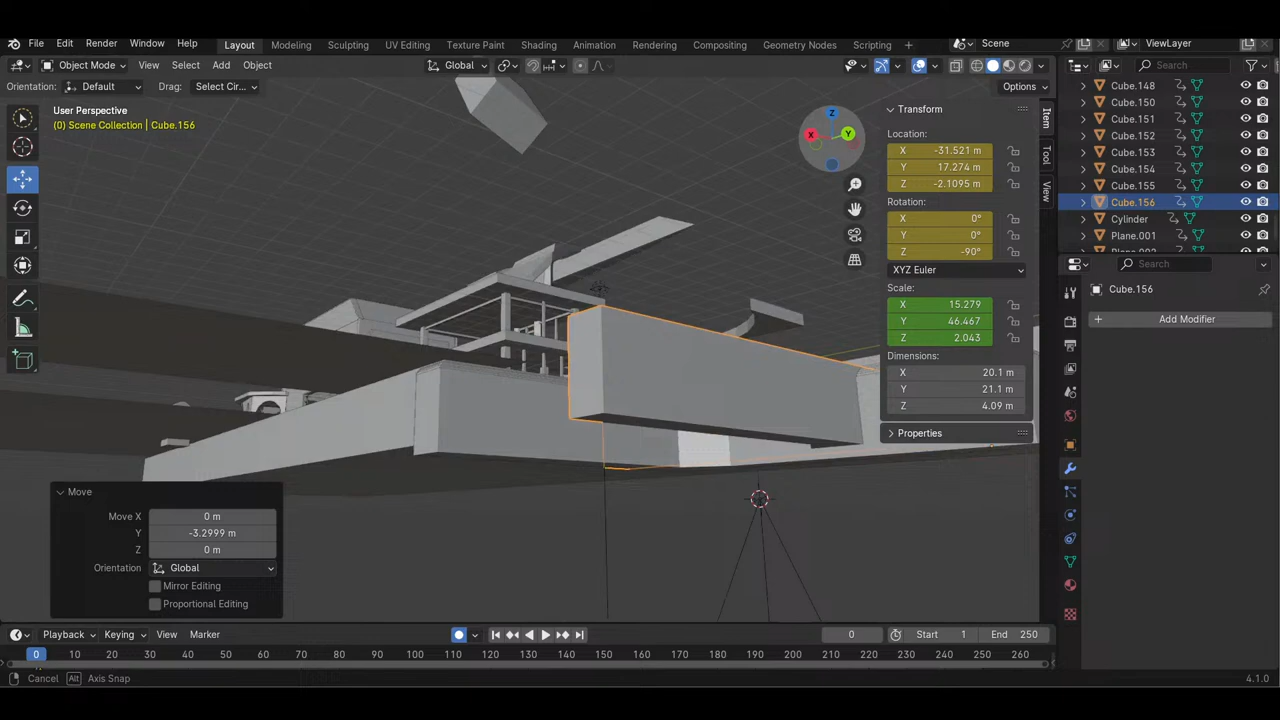 File Edit Render Window Help Layout Modeling Sculpting UV Editing Texture Paint Shading Animation Rendering Compositing Geometry Nodes Scripting + Scene ViewLayer
Object Mode View Select Add Object Global Search
Orientation: Default Drag: Select Cir... Options
User Perspective
(0) Scene Collection | Cube.156
X Y Z
Transform
Location:
X -31.521 m
Y 17.274 m
Z -2.1095 m
Rotation:
X 0°
Y 0°
Z -90°
XYZ Euler
Scale:
X 15.279
Y 46.467
Z 2.043
Dimensions:
X 20.1 m
Y 21.1 m
Z 4.09 m
Properties
Item
Tool
View
Cube.148
Cube.150
Cube.151
Cube.152
Cube.153
Cube.154
Cube.155
Cube.156
Cylinder
Plane.001
Search
Cube.156
+ Add Modifier
Move
Move X 0 m
Y -3.2999 m
Z 0 m
Orientation Global
Mirror Editing
Proportional Editing
Playback Keying View Marker 0 Start 1 End 250
0 10 20 30 40 50 60 70 80 90 100 110 120 130 140 150 160 170 180 190 200 210 220 230 240 250 260
Cancel Alt Axis Snap 4.1.0